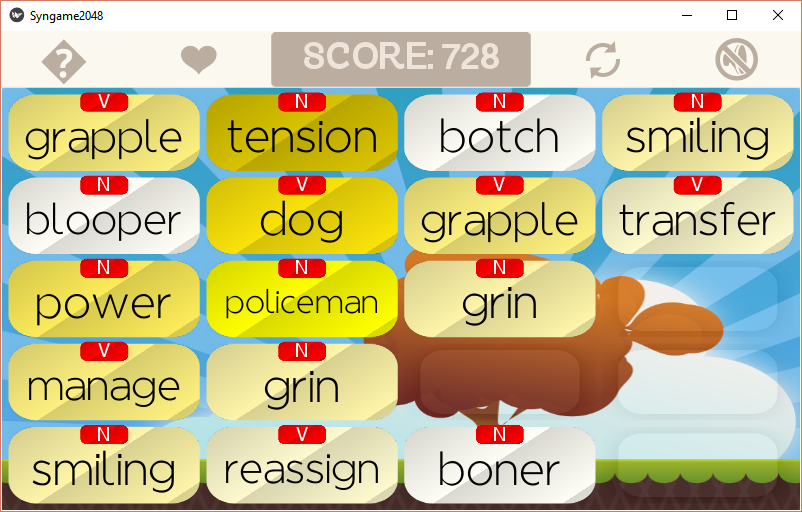 Syngame2048
? SCORE: 728
V N N N
grapple tension botch smiling
N V V V
blooper dog grapple transfer
N N N
power policeman grin
V N
manage grin
N V N
smiling reassign boner